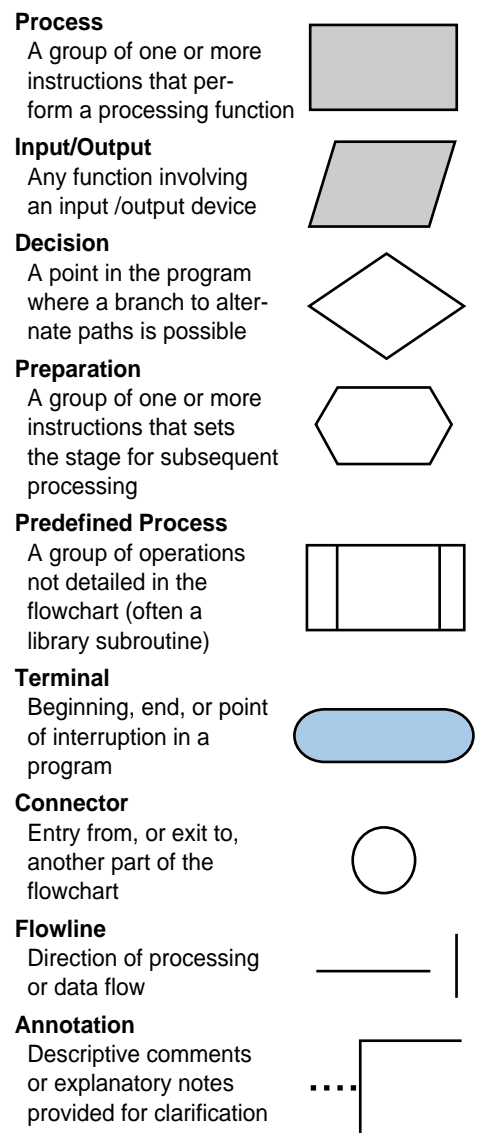 Process
A group of one or more
instructions that per-
form a processing function
Input/Output
Any function involving
an input /output device
Decision
A point in the program
where a branch to alter-
nate paths is possible
Preparation
A group of one or more
instructions that sets
the stage for subsequent
processing
Predefined Process
A group of operations
not detailed in the
flowchart (often a
library subroutine)
Terminal
Beginning, end, or point
of interruption in a
program
Connector
Entry from, or exit to,
another part of the
flowchart
Flowline
Direction of processing
or data flow
Annotation
Descriptive comments
or explanatory notes
provided for clarification